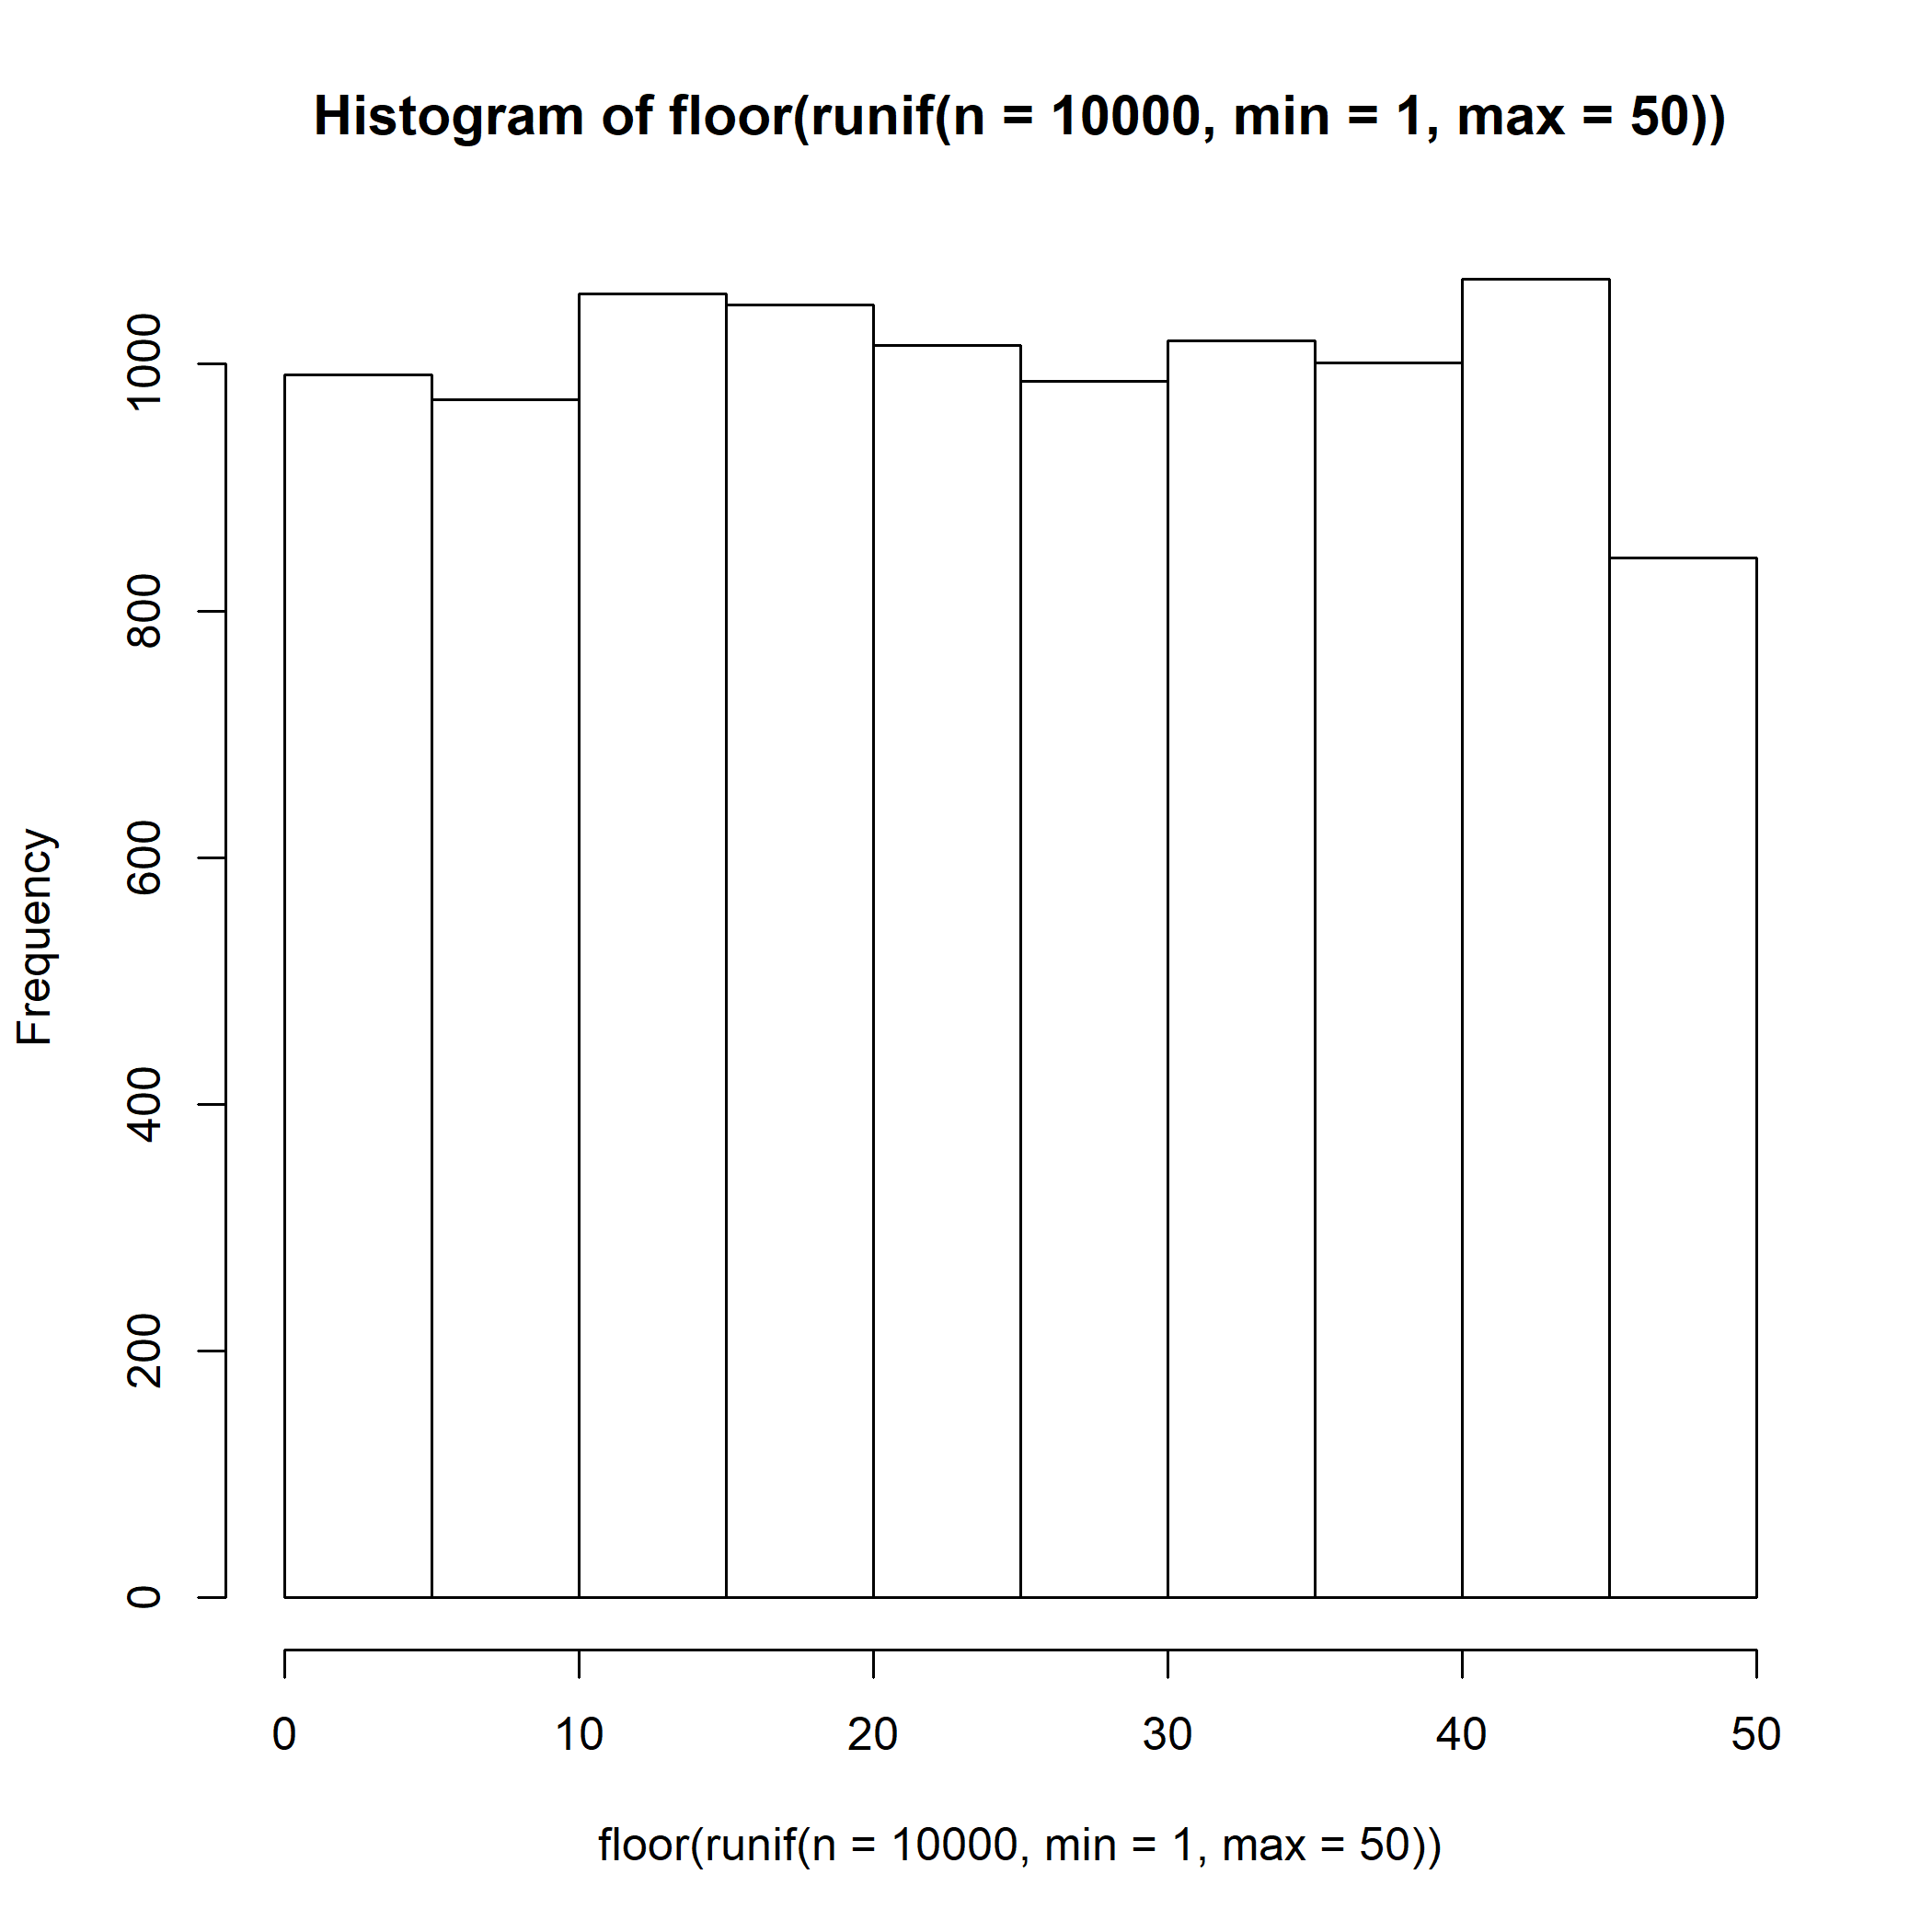 Histogram of floor(runif(n = 10000, min = 1, max = 50))
Frequency
1000
800
600
400
200
0
0 10 20 30 40 50
floor(runif(n = 10000, min = 1, max = 50))